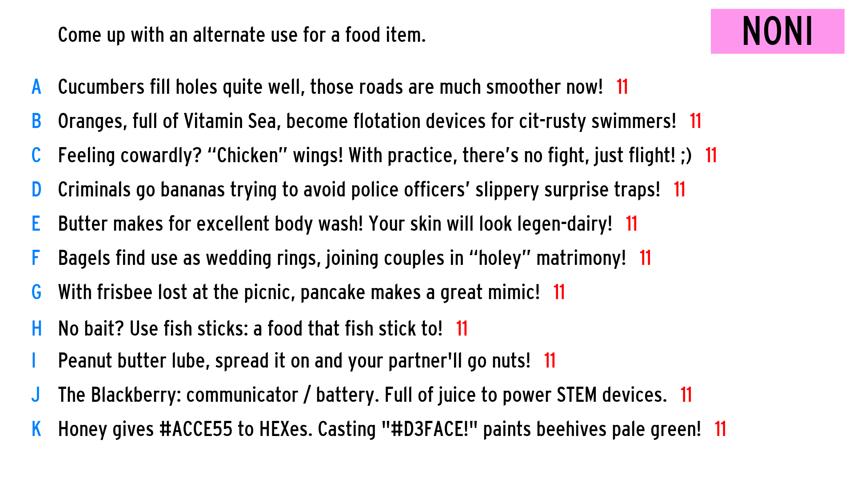 Come up with an alternate use for a food item.
NONI
A Cucumbers fill holes quite well, those roads are much smoother now! 11
B Oranges, full of Vitamin Sea, become flotation devices for cit-rusty swimmers! 11
C Feeling cowardly? “Chicken” wings! With practice, there’s no fight, just flight! ;) 11
D Criminals go bananas trying to avoid police officers’ slippery surprise traps! 11
E Butter makes for excellent body wash! Your skin will look legen-dairy! 11
F Bagels find use as wedding rings, joining couples in “holey” matrimony! 11
G With frisbee lost at the picnic, pancake makes a great mimic! 11
H No bait? Use fish sticks: a food that fish stick to! 11
I Peanut butter lube, spread it on and your partner'll go nuts! 11
J The Blackberry: communicator / battery. Full of juice to power STEM devices. 11
K Honey gives #ACCE55 to HEXes. Casting "#D3FACE!" paints beehives pale green! 11